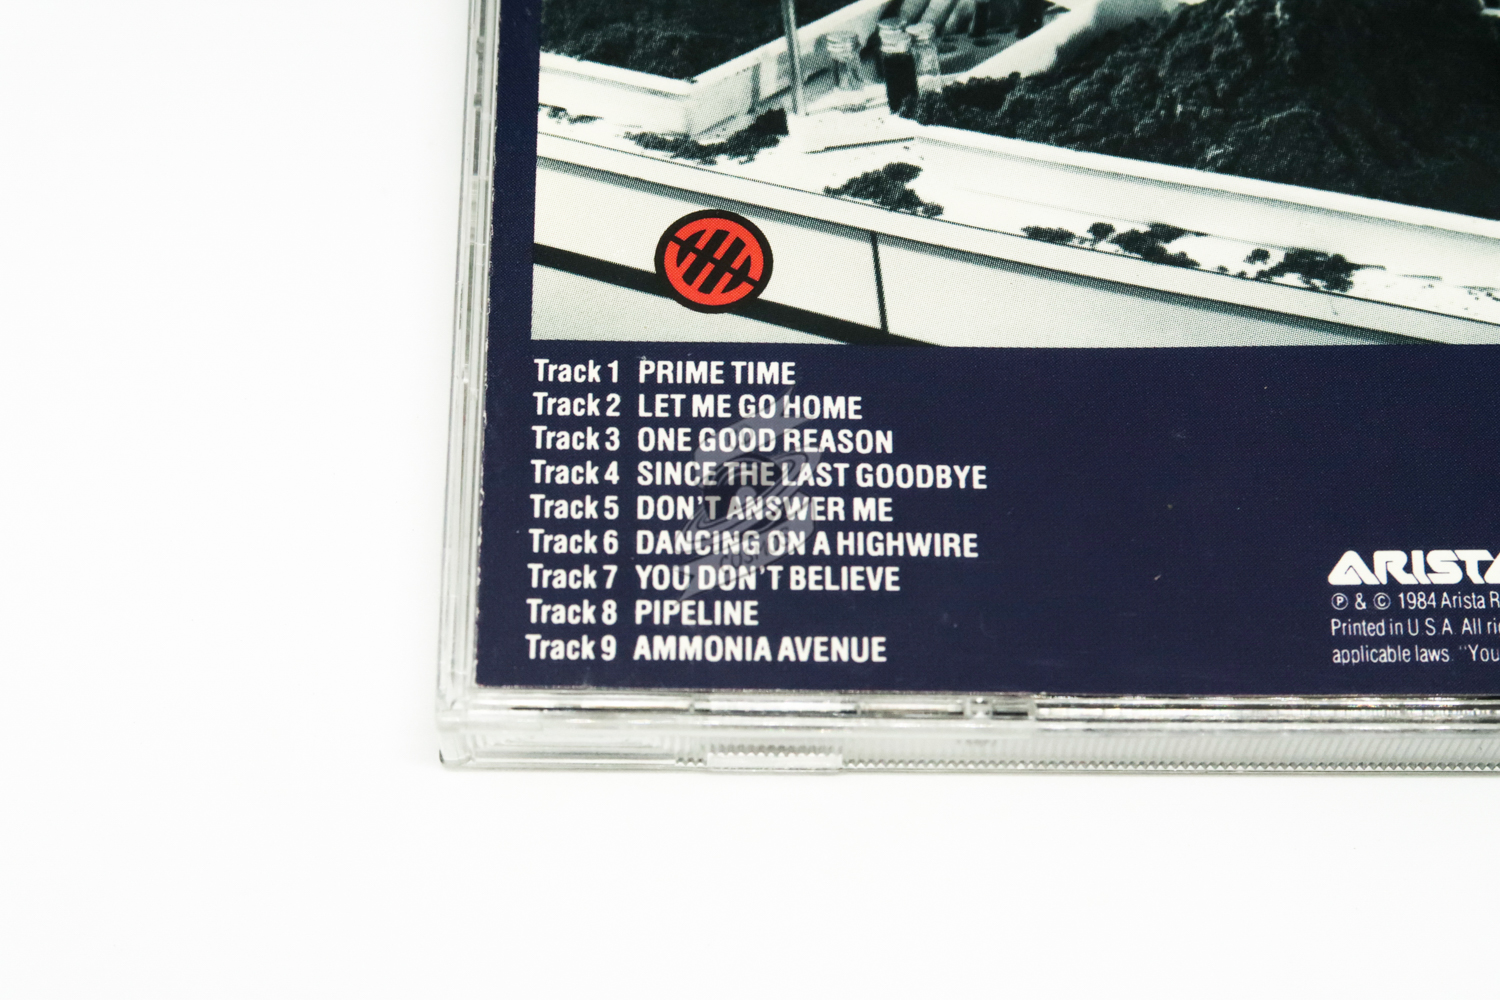 Track 1 PRIME TIME
Track 2 LET ME GO HOME
Track 3 ONE GOOD REASON
Track 4 SINCE THE LAST GOODBYE
Track 5 DON'T ANSWER ME
Track 6 DANCING ON A HIGHWIRE
Track 7 YOU DON'T BELIEVE
Track 8 PIPELINE
Track 9 AMMONIA AVENUE
ARISTA
℗ & © 1984 Arista R
Printed in U.S.A. All ri
applicable laws. "You